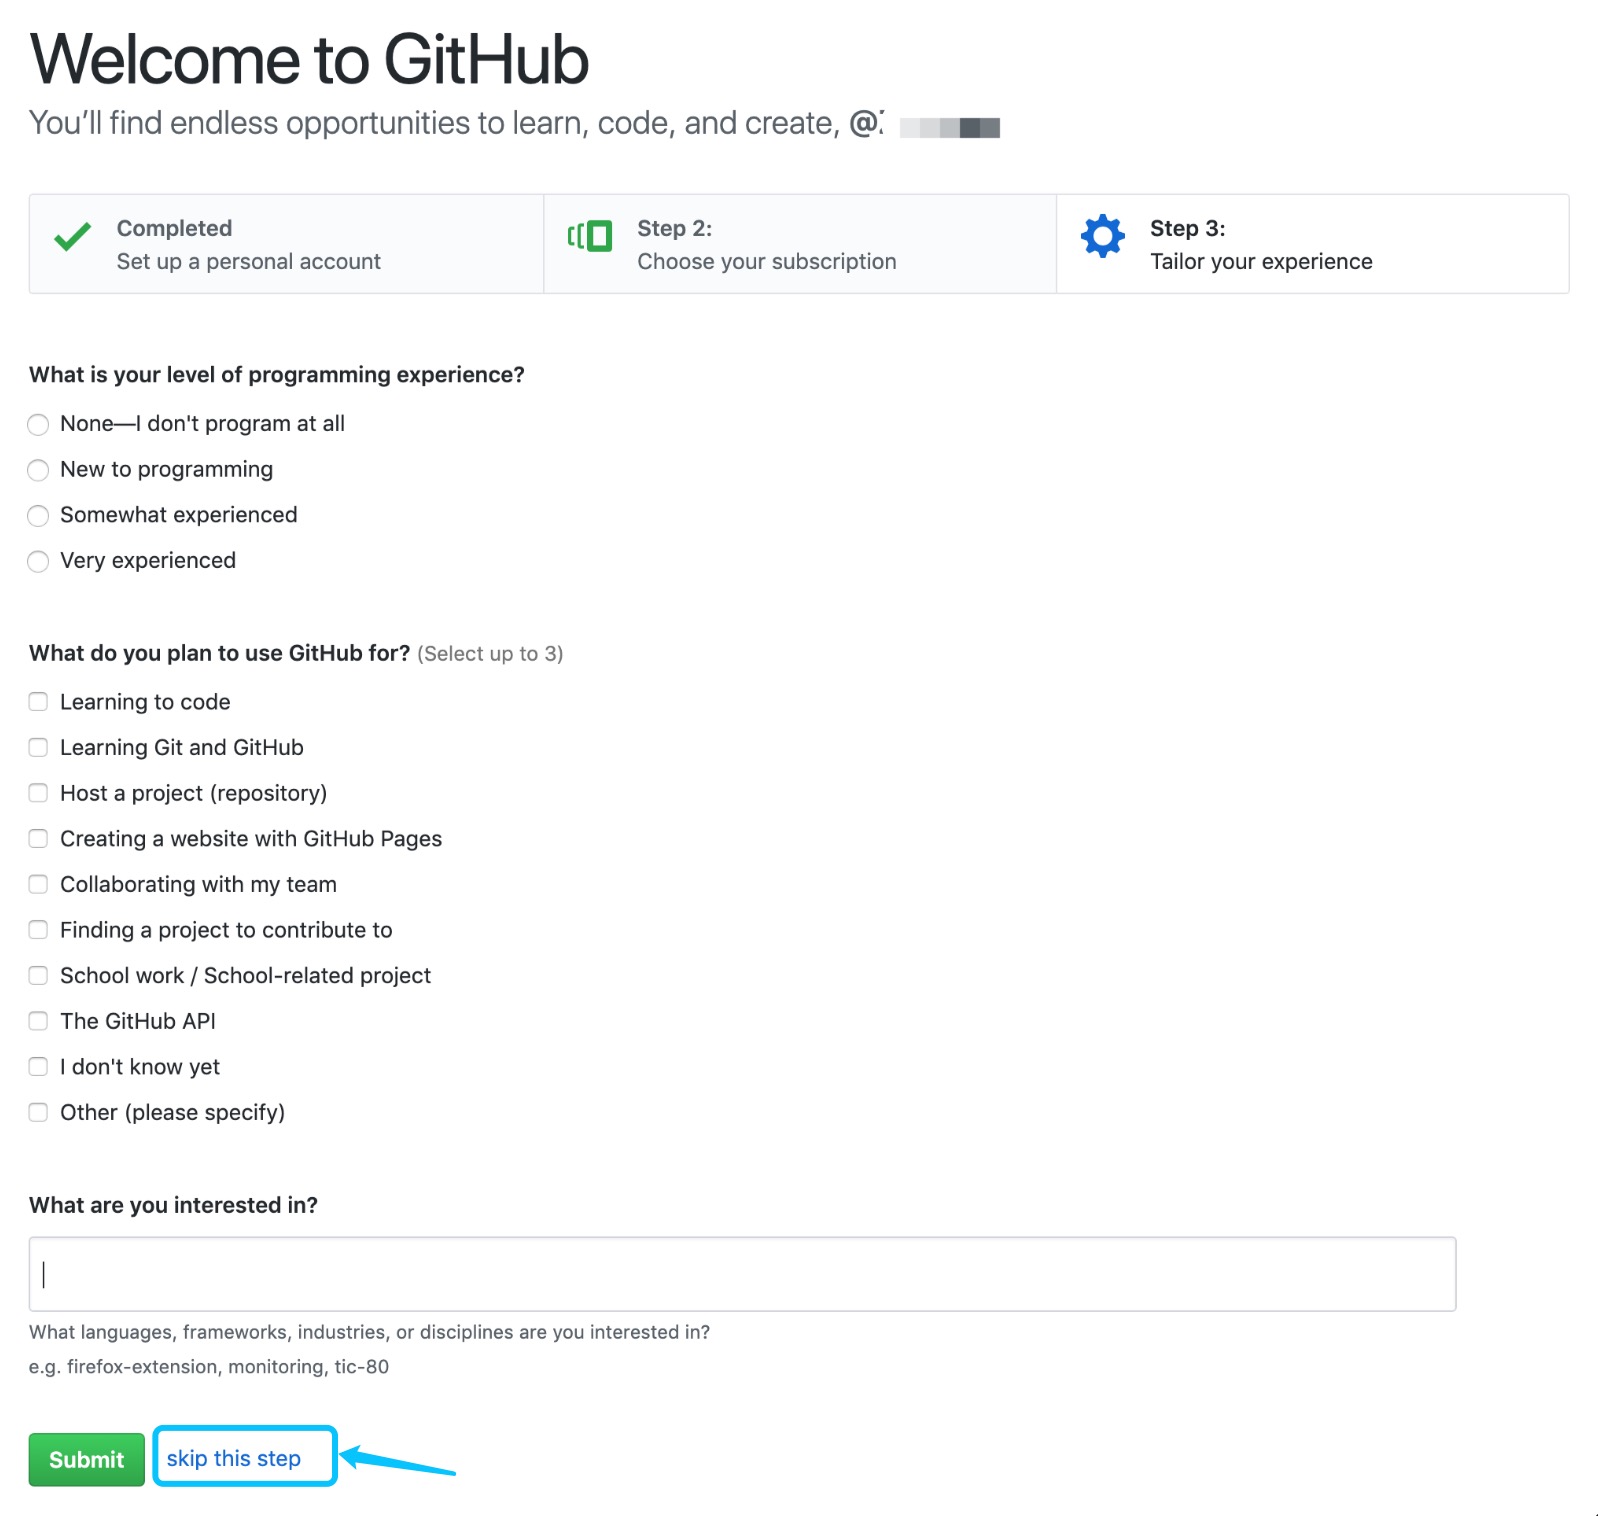 Welcome to GitHub
You’ll find endless opportunities to learn, code, and create, @
Completed
Set up a personal account
Step 2:
Choose your subscription
Step 3:
Tailor your experience
What is your level of programming experience?
None—I don't program at all
New to programming
Somewhat experienced
Very experienced
What do you plan to use GitHub for? (Select up to 3)
Learning to code
Learning Git and GitHub
Host a project (repository)
Creating a website with GitHub Pages
Collaborating with my team
Finding a project to contribute to
School work / School-related project
The GitHub API
I don't know yet
Other (please specify)
What are you interested in?
What languages, frameworks, industries, or disciplines are you interested in?
e.g. firefox-extension, monitoring, tic-80
Submit skip this step